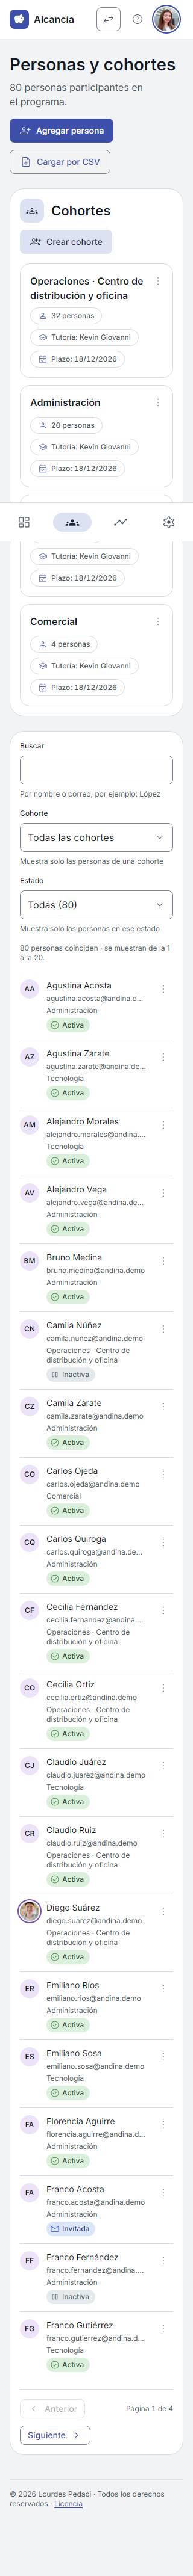 Alcancía
Personas y cohortes
80 personas participantes en
el programa.
Agregar persona
Cargar por CSV
Cohortes
Crear cohorte
Operaciones · Centro de
distribución y oficina
32 personas
Tutoria: Kevin Giovanni
Plazo: 18/12/2026
Administración
20 personas
Tutoria: Kevin Giovanni
Plazo: 18/12/2026
Tutoria: Kevin Giovanni
Plazo: 18/12/2026
Comercial
4 personas
Tutoria: Kevin Giovanni
Plazo: 18/12/2026
Buscar
Por nombre o correo, por ejemplo: López
Cohorte
Todas las cohortes
Muestra solo las personas de una cohorte
Estado
Todas (80)
Muestra solo las personas en ese estado
80 personas coinciden · se muestran de la 1
a la 20.
AA
Agustina Acosta
agustina.acosta@andina.d...
Administración
Activa
AZ
Agustina Zárate
agustina.zarate@andina.de...
Tecnología
Activa
AM
Alejandro Morales
alejandro.morales@andina....
Tecnología
Activa
AV
Alejandro Vega
alejandro.vega@andina.de...
Administración
Activa
BM
Bruno Medina
bruno.medina@andina.demo
Administración
Activa
CN
Camila Núñez
camila.nunez@andina.demo
Operaciones · Centro de
distribución y oficina
Inactiva
CZ
Camila Zárate
camila.zarate@andina.demo
Administración
Activa
CO
Carlos Ojeda
carlos.ojeda@andina.demo
Comercial
Activa
CQ
Carlos Quiroga
carlos.quiroga@andina.de...
Administración
Activa
CF
Cecilia Fernández
cecilia.fernandez@andina....
Operaciones · Centro de
distribución y oficina
Activa
CO
Cecilia Ortiz
cecilia.ortiz@andina.demo
Operaciones · Centro de
distribución y oficina
Activa
CJ
Claudio Juárez
claudio.juarez@andina.demo
Tecnología
Activa
CR
Claudio Ruiz
claudio.ruiz@andina.demo
Operaciones · Centro de
distribución y oficina
Activa
Diego Suárez
diego.suarez@andina.demo
Operaciones · Centro de
distribución y oficina
Activa
ER
Emiliano Ríos
emiliano.rios@andina.demo
Administración
Activa
ES
Emiliano Sosa
emiliano.sosa@andina.demo
Tecnología
Activa
FA
Florencia Aguirre
florencia.aguirre@andina.d...
Administración
Activa
FA
Franco Acosta
franco.acosta@andina.demo
Administración
Invitada
FF
Franco Fernández
franco.fernandez@andina....
Administración
Inactiva
FG
Franco Gutiérrez
franco.gutierrez@andina.d...
Tecnología
Activa
Anterior
Página 1 de 4
Siguiente
© 2026 Lourdes Pedaci · Todos los derechos
reservados · Licencia